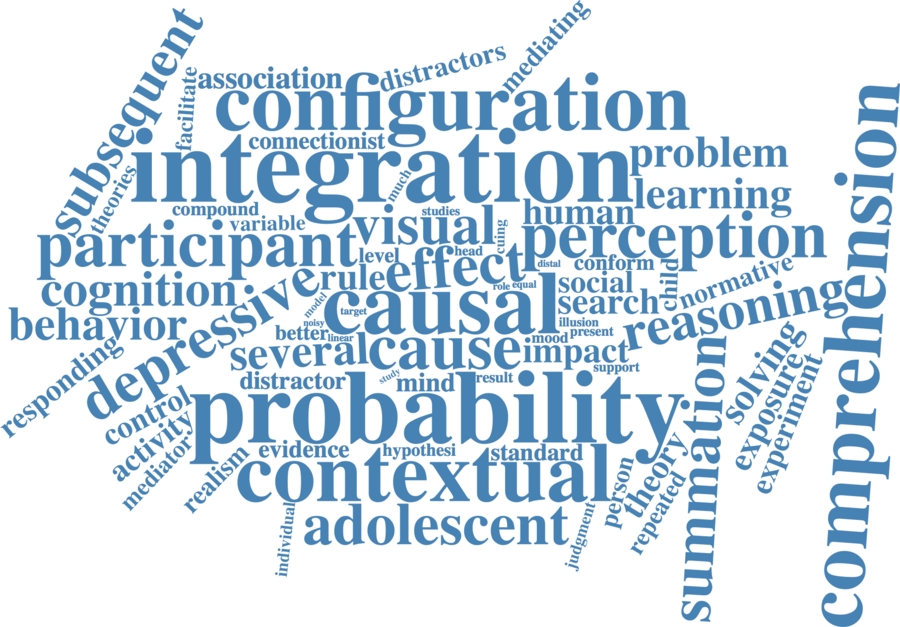 subsequent
facilitate
association
distractors
mediating
configuration
connectionist
integration
problem
comprehension
theories
much
learning
compound
variable
studies
human
visual
cuing
participant
perception
level
head
distal
conform
child
normative
rule
effect
role
equal
social
cognition
depressive
model
target
causal
search
reasoning
behavior
noisy
better
linear
illusion
present
mood
several
cause
impact
support
responding
distractor
study
mind
result
solving
exposure
experiment
control
activity
mediator
realism
probability
summation
evidence
hypothesi
standard
contextual
person
theory
repeated
individual
adolescent
judgment